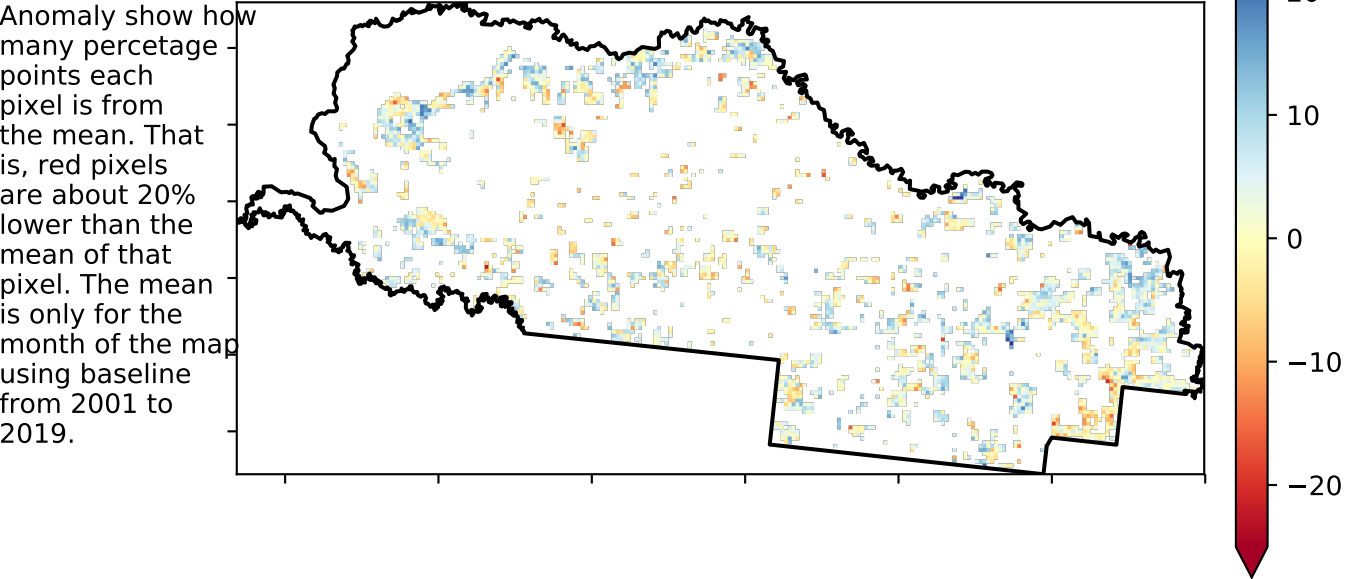 Anomaly show how
many percetage
points each
pixel is from
the mean. That
is, red pixels
are about 20%
lower than the
mean of that
pixel. The mean
is only for the
month of the map
using baseline
from 2001 to
2019.
10
0
−10
−20